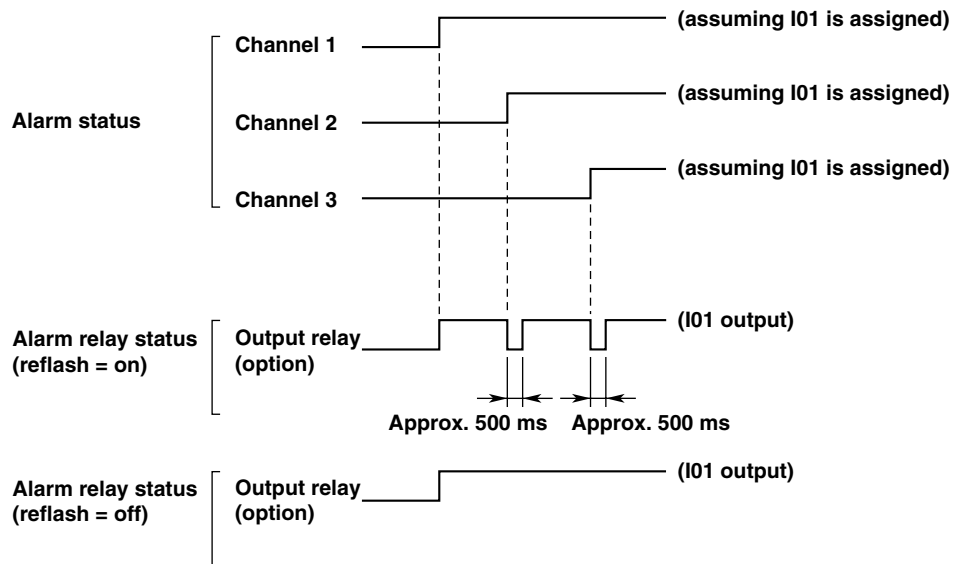 (assuming I01 is assigned)
Channel 1
(assuming I01 is assigned)
Alarm status
Channel 2
(assuming I01 is assigned)
Channel 3
Alarm relay status
(reflash = on)
Output relay
(option)
(I01 output)
Approx. 500 ms
Approx. 500 ms
Alarm relay status
(reflash = off)
Output relay
(option)
(I01 output)